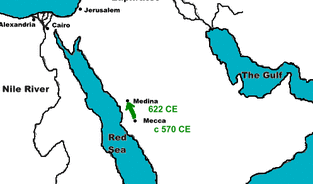 Jerusalem
Alexandria
Cairo
The Gulf
Nile River
Medina
622 CE
Mecca
c 570 CE
Red
Sea